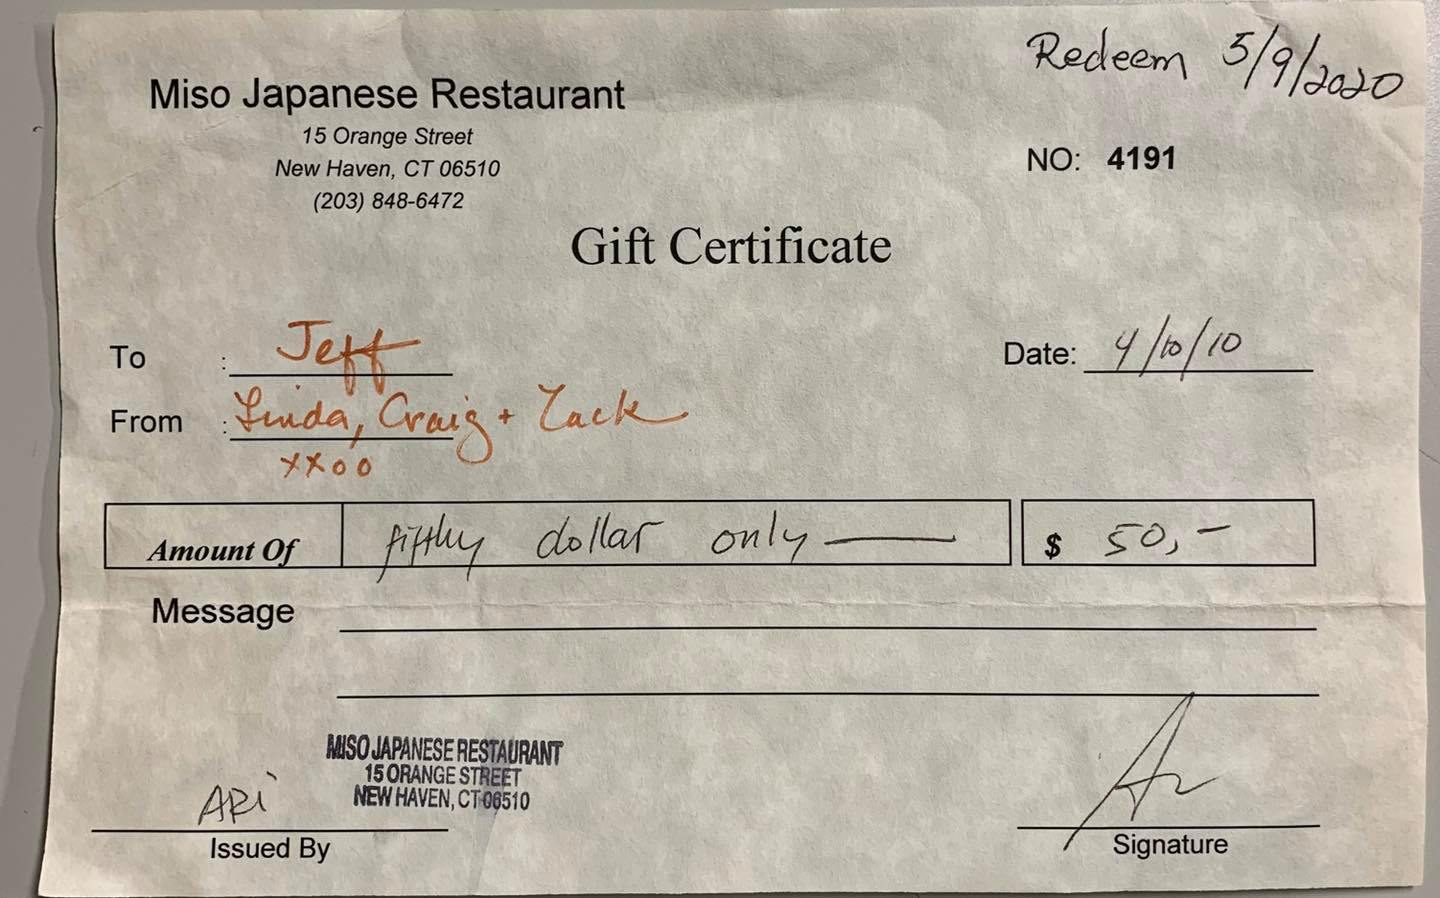 Redeem 5/9/2020
Miso Japanese Restaurant
15 Orange Street
New Haven, CT 06510
(203) 848-6472
NO: 4191
Gift Certificate
To : Jeff
Date: 4/10/10
From : Linda, Craig + Zack
xxoo
Amount Of fifthy dollar only — $ 50,-
Message
MISO JAPANESE RESTAURANT
15 ORANGE STREET
NEW HAVEN, CT 06510
ARi
Issued By
Signature